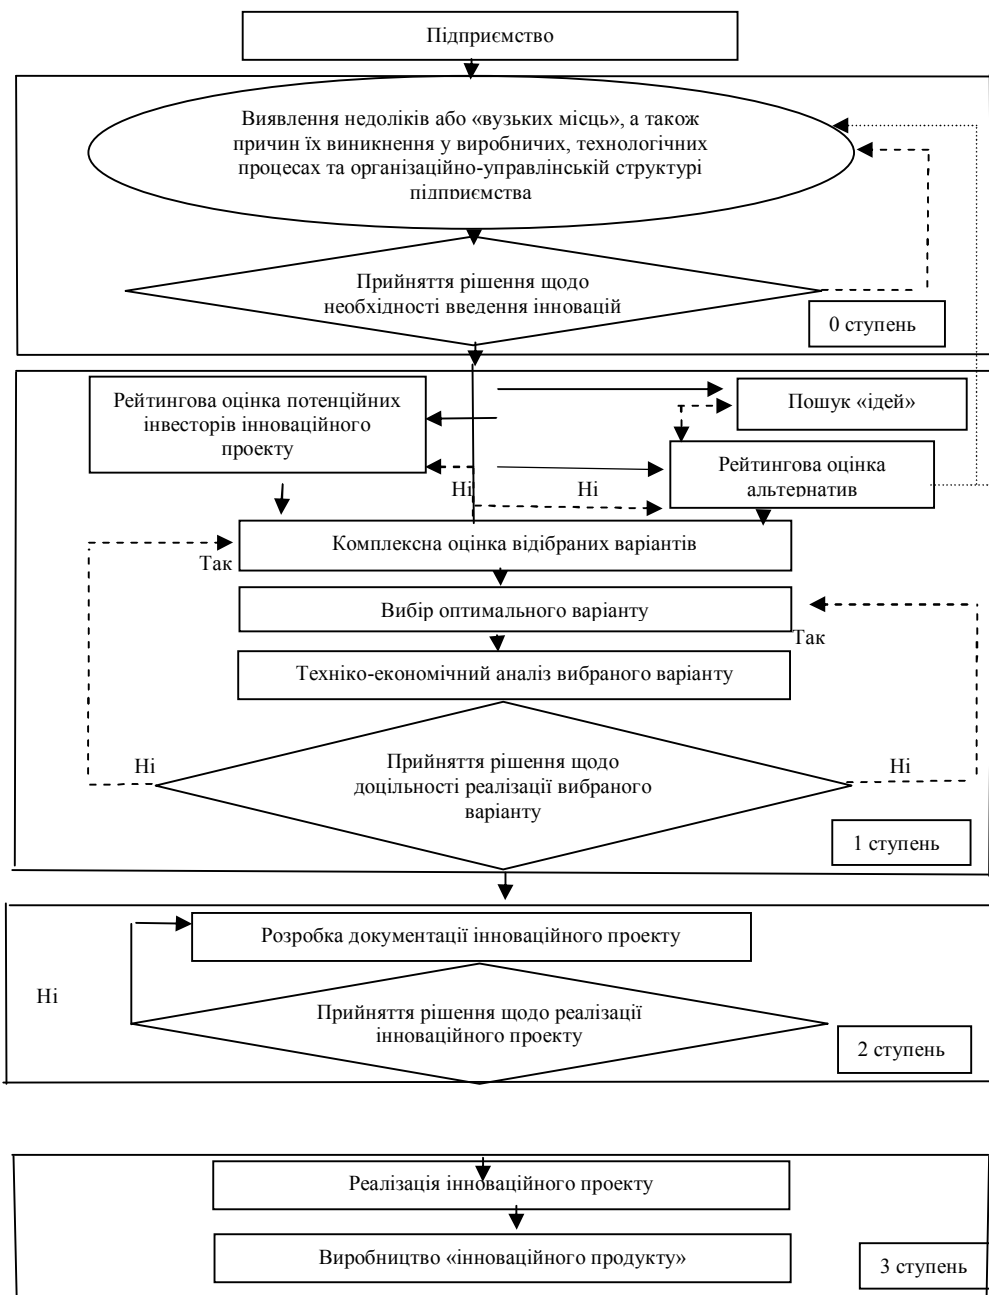 Підприємство
Виявлення недоліків або «вузьких місць», а також
причин їх виникнення у виробничих, технологічних
процесах та організаційно-управлінській структурі
підприємства
Прийняття рішення щодо
необхідності введення інновацій
0 ступень
Рейтингова оцінка потенційних
інвесторів інноваційного
проекту
Пошук «ідей»
Рейтингова оцінка
альтернатив
Ні
Ні
Комплексна оцінка відібраних варіантів
Так
Вибір оптимального варіанту
Так
Техніко-економічний аналіз вибраного варіанту
Прийняття рішення щодо
доцільності реалізації вибраного
варіанту
Ні
Ні
1 ступень
Розробка документації інноваційного проекту
Ні
Прийняття рішення щодо реалізації
інноваційного проекту
2 ступень
Реалізація інноваційного проекту
Виробництво «інноваційного продукту»
3 ступень